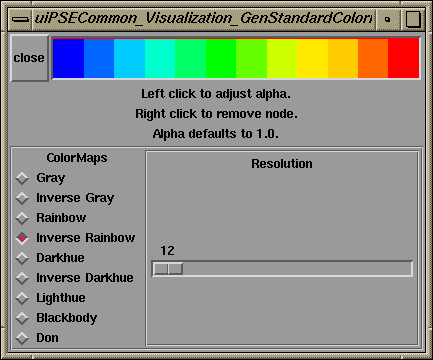 uiPSECommon_Visualization_GenStandardColor
close
Left click to adjust alpha.
Right click to remove node.
Alpha defaults to 1.0.
ColorMaps
Resolution
Gray
Inverse Gray
Rainbow
Inverse Rainbow
12
Darkhue
Inverse Darkhue
Lighthue
Blackbody
Don